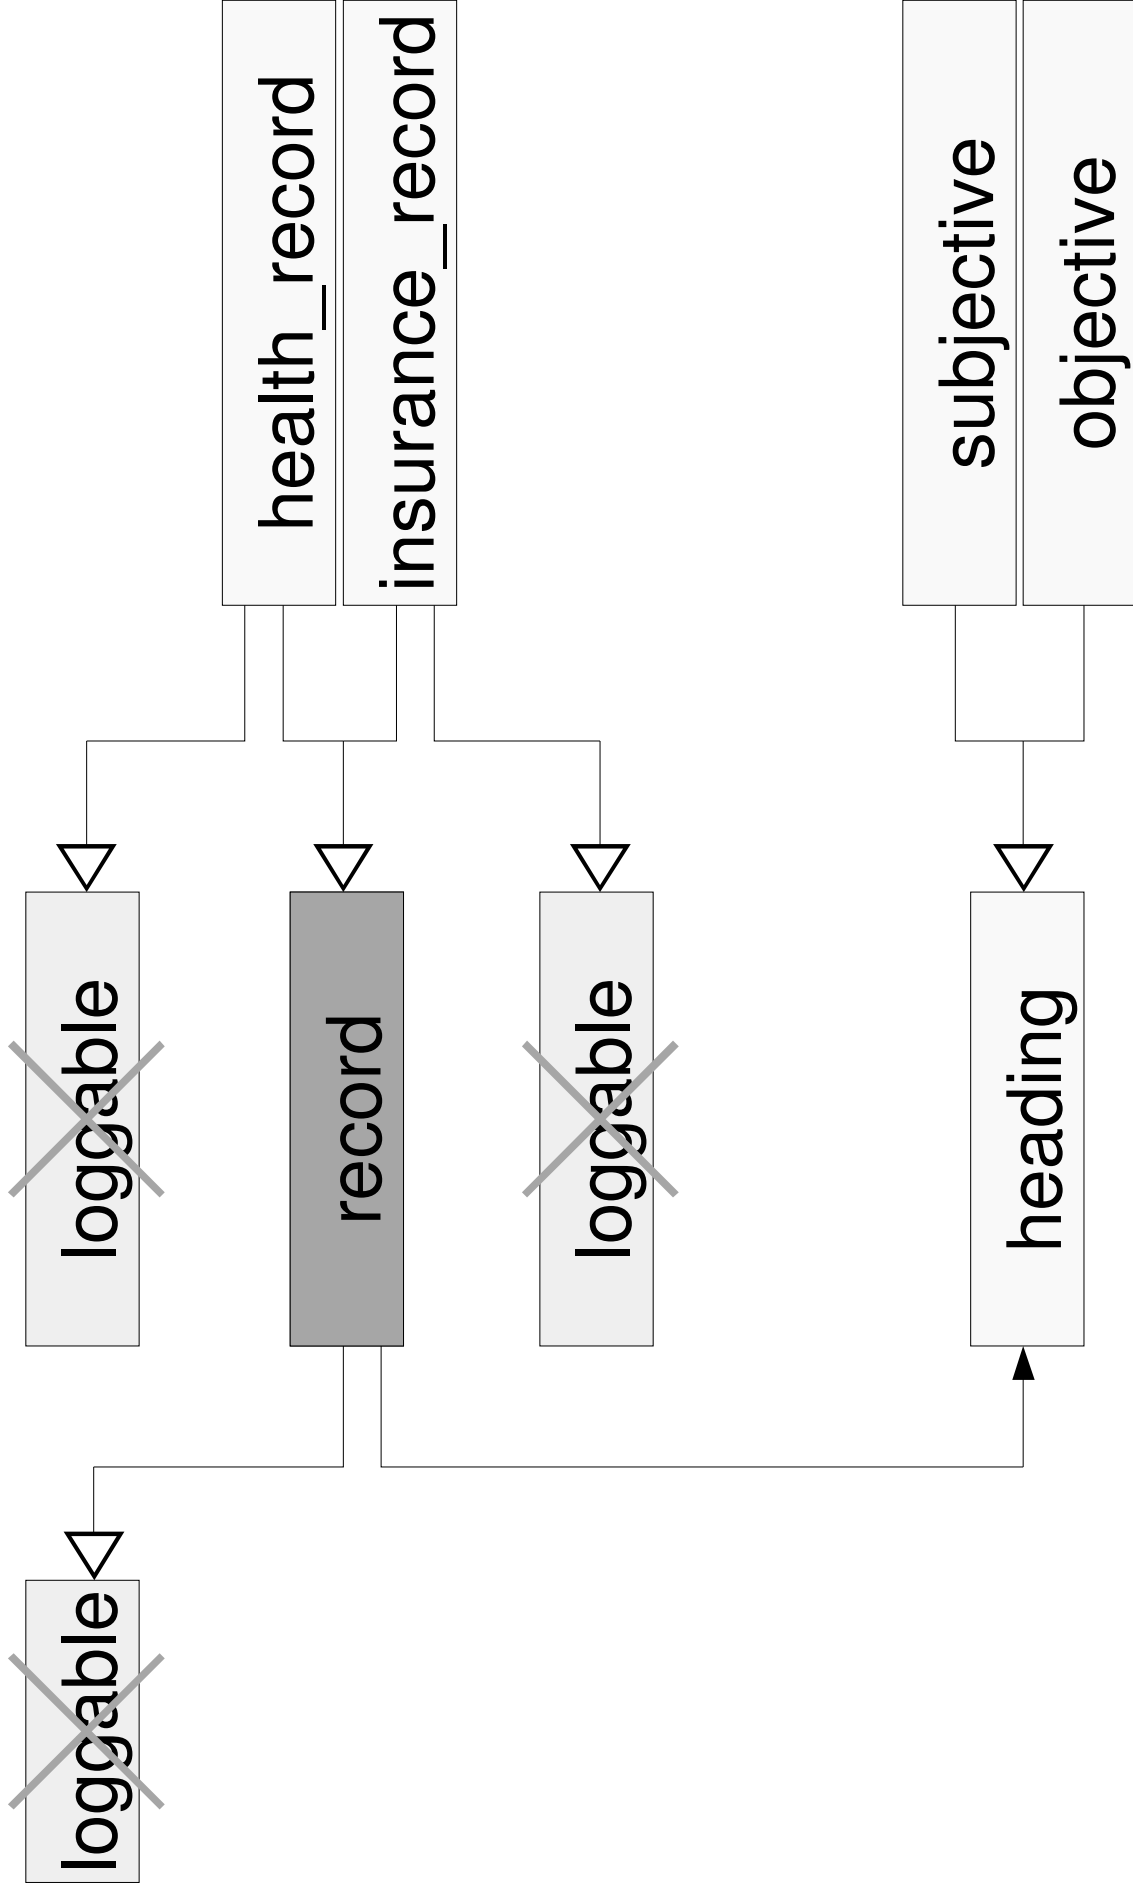 loggable
loggable
record
loggable
heading
health_record
insurance_record
subjective
objective